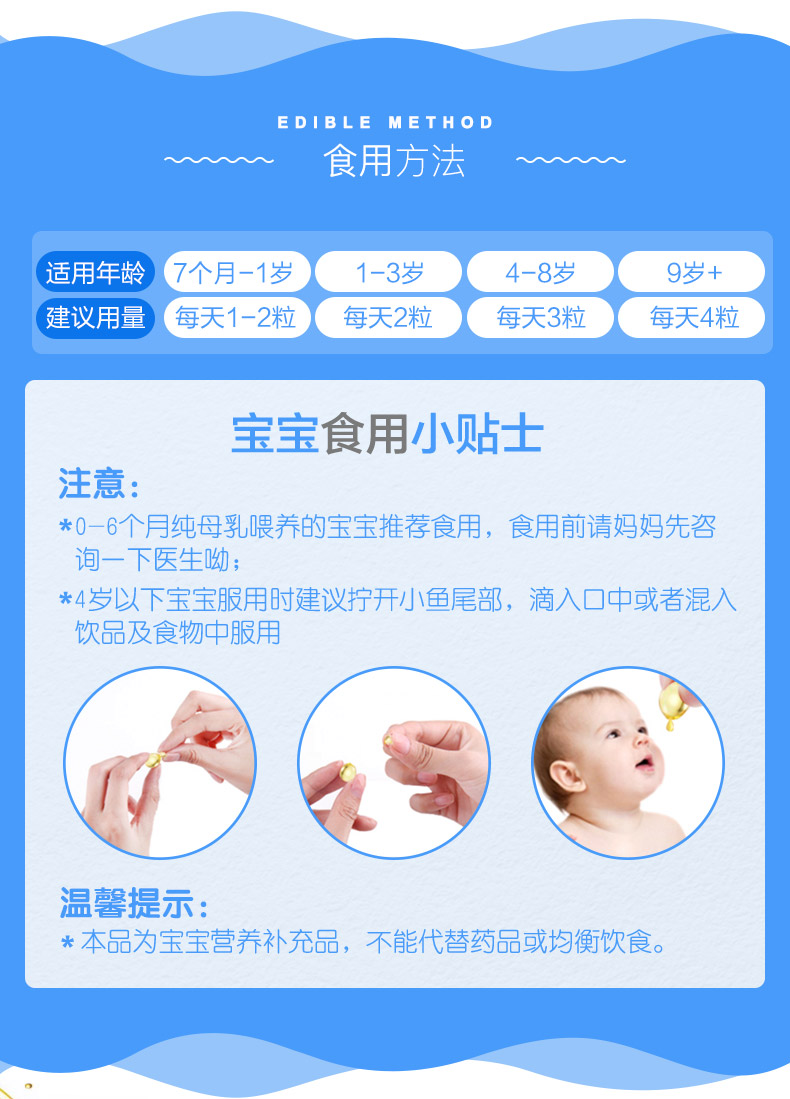 EDIBLE METHOD
食用方法
适用年龄 7个月-1岁 1-3岁 4-8岁 9岁+
建议用量 每天1-2粒 每天2粒 每天3粒 每天4粒
宝宝食用小贴士
注意：
*0-6个月纯母乳喂养的宝宝推荐食用，食用前请妈妈先咨
询一下医生呦；
*4岁以下宝宝服用时建议拧开小鱼尾部，滴入口中或者混入
饮品及食物中服用
温馨提示：
* 本品为宝宝营养补充品，不能代替药品或均衡饮食。